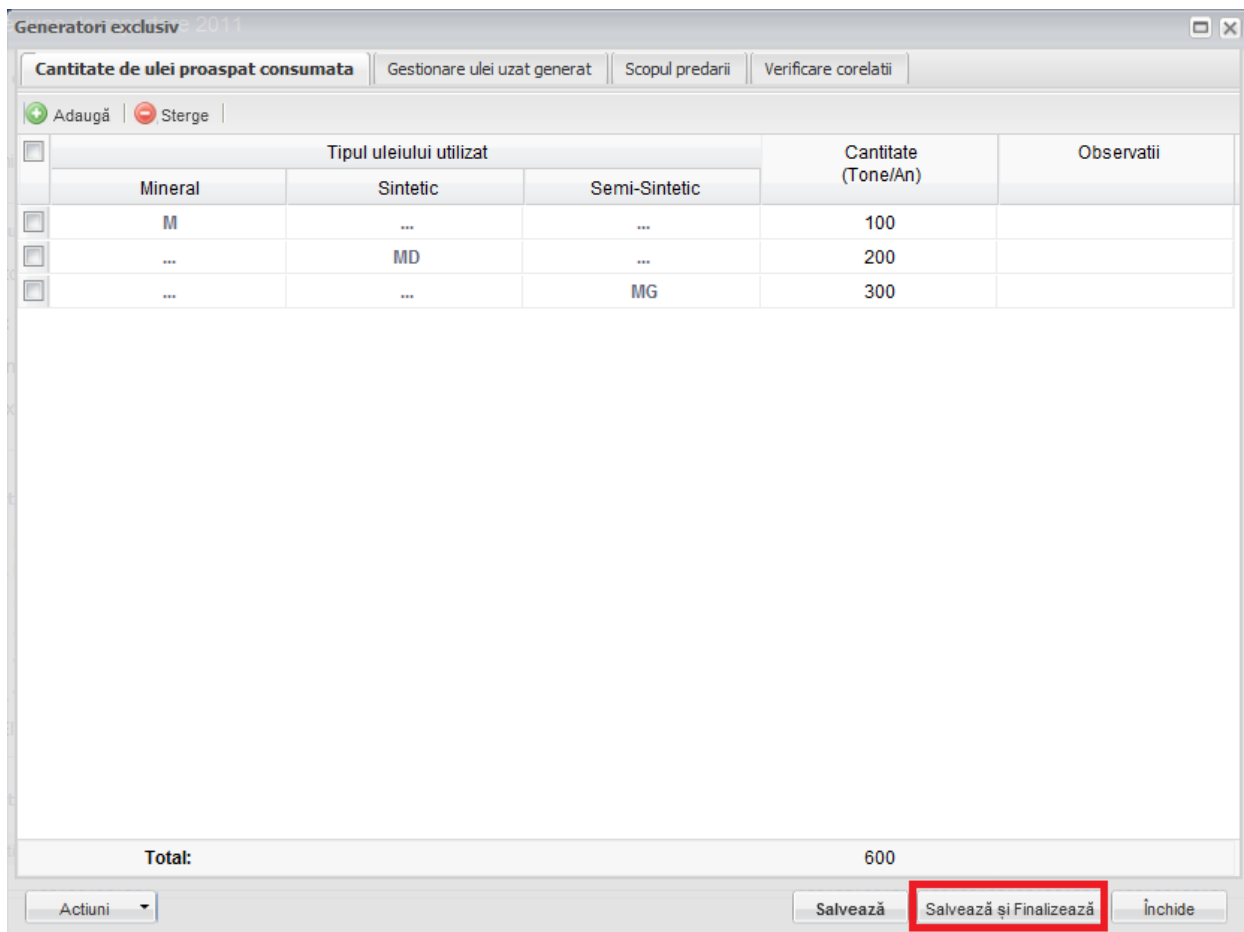 Generatori exclusiv 2011
Cantitate de ulei proaspat consumata Gestionare ulei uzat generat Scopul predarii Verificare corelatii
Adaugă Sterge
Tipul uleiului utilizat Cantitate (Tone/An) Observatii
Mineral Sintetic Semi-Sintetic
M ... ... 100
... MD ... 200
... ... MG 300
Total: 600
Actiuni Salvează Salvează și Finalizează Închide